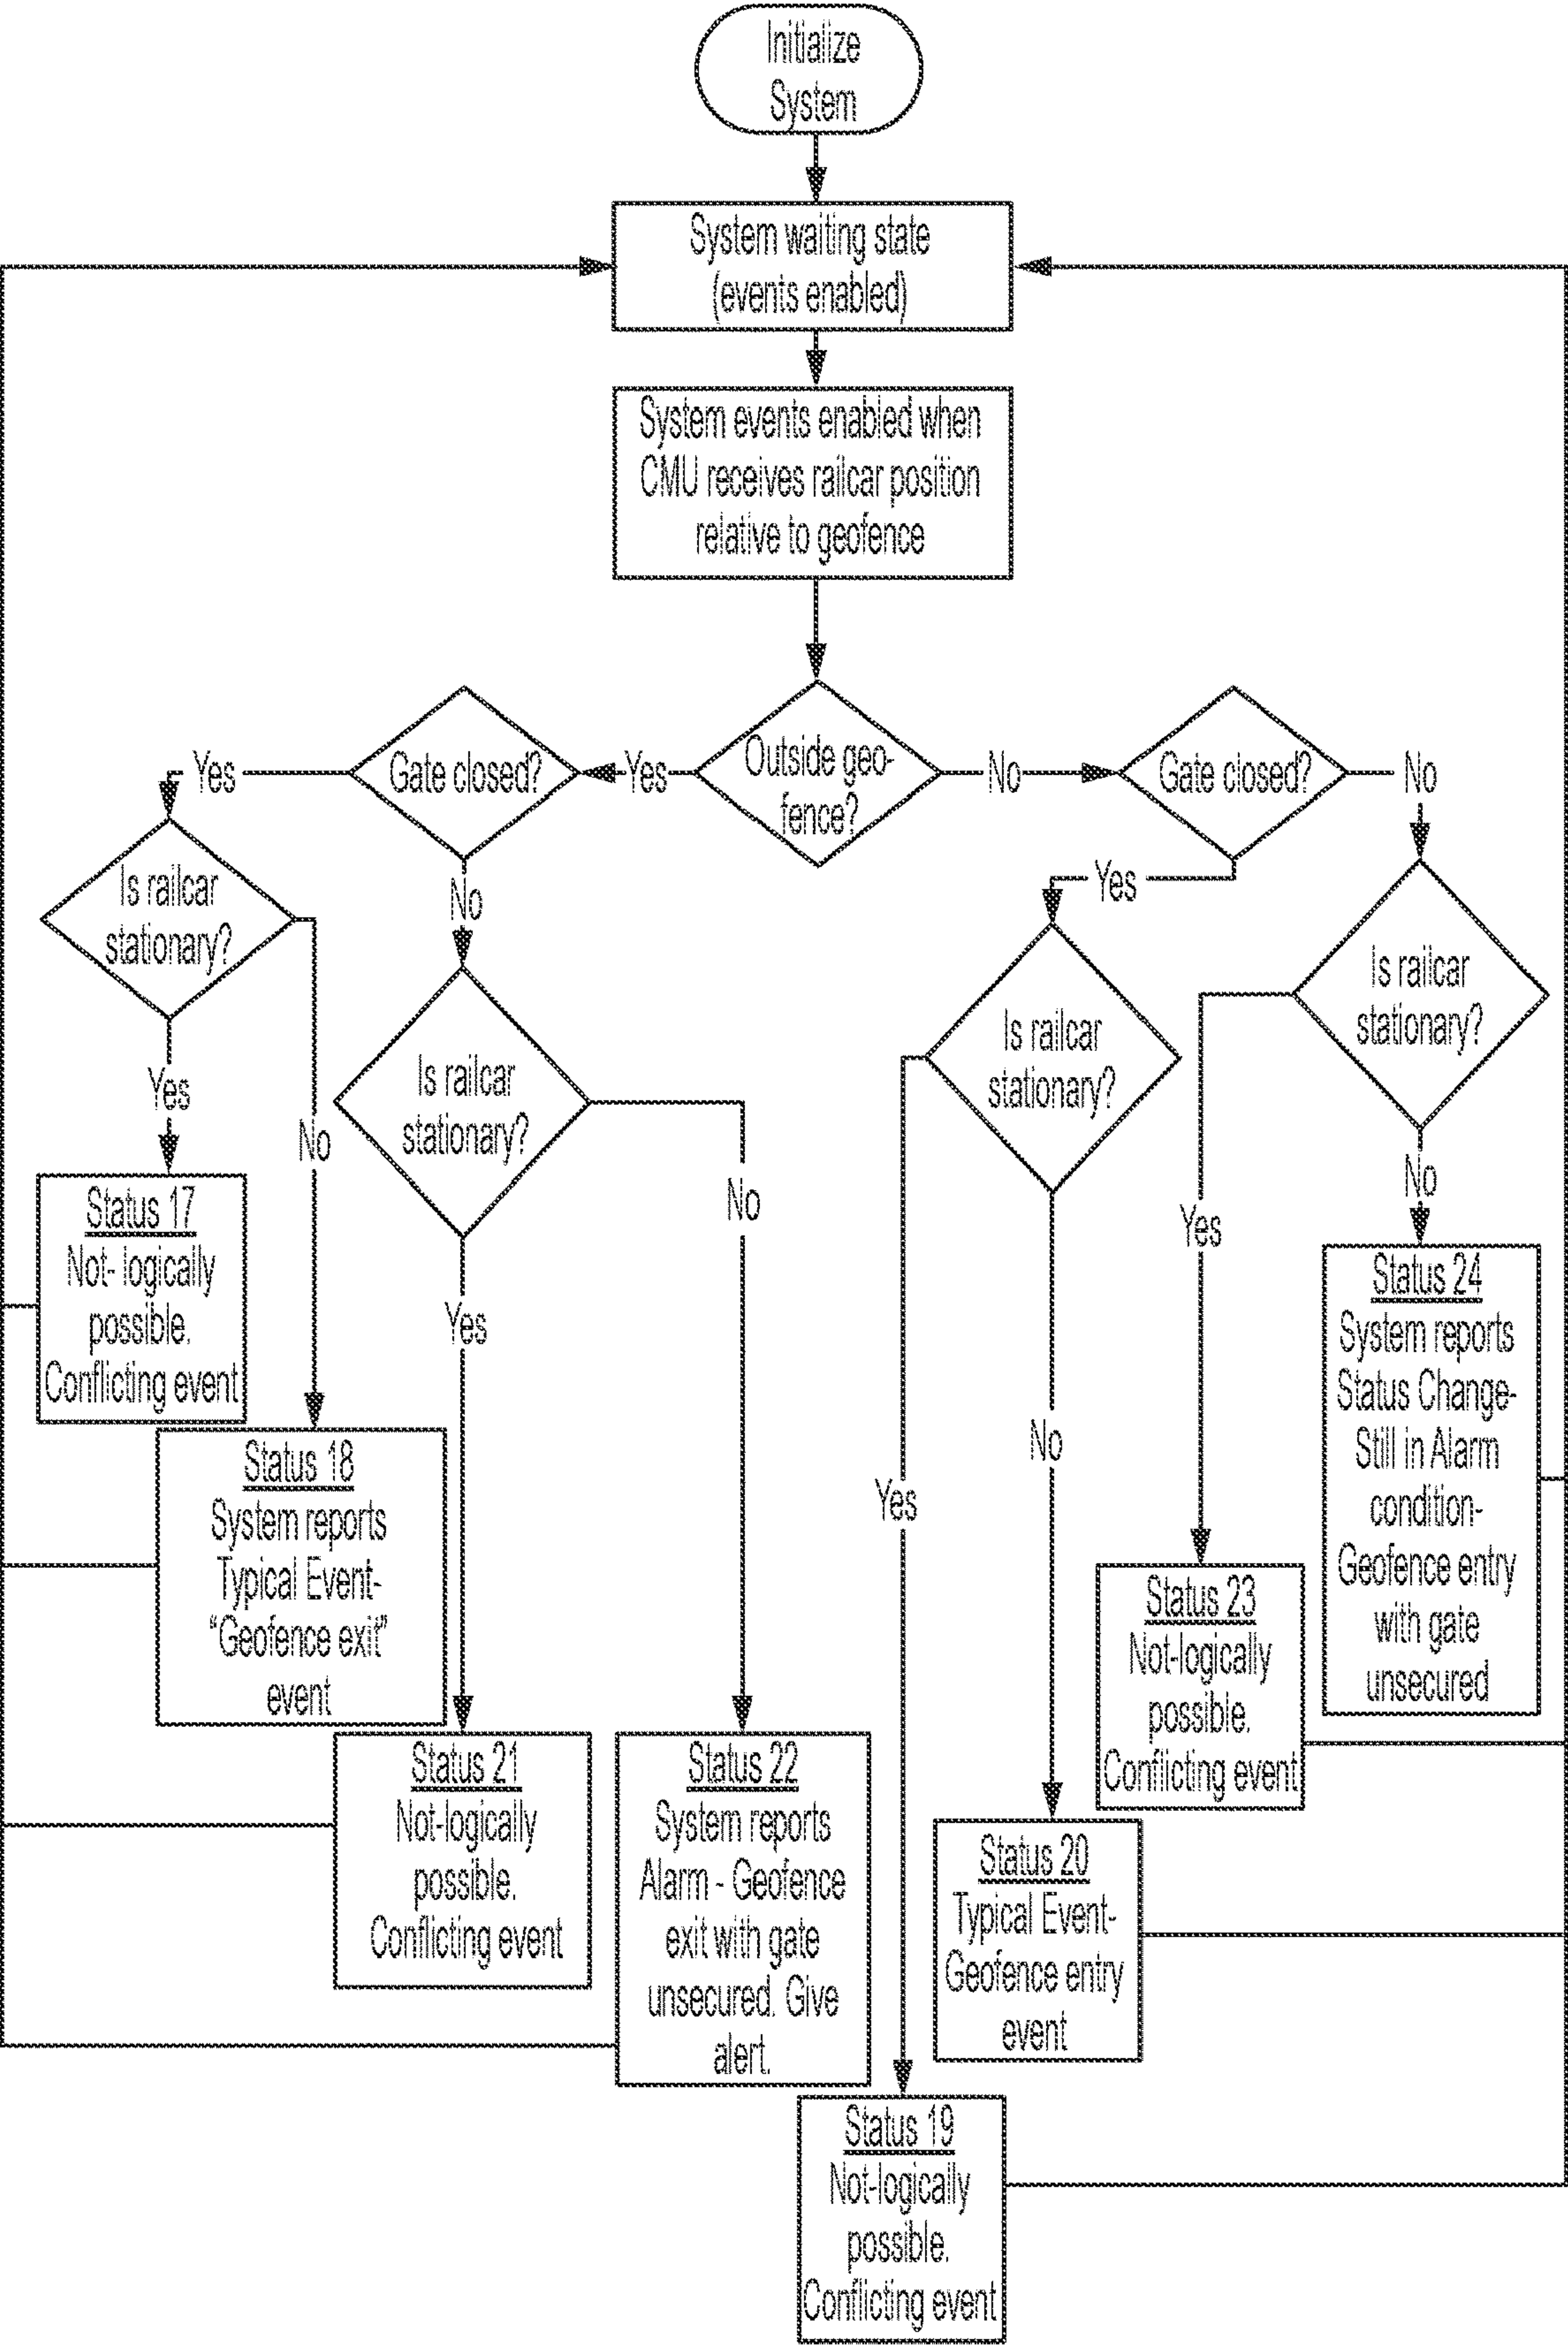 Initialize
System
System waiting state
(events enabled)
System events enabled when
CMU receives railcar position
relative to geofence
Outside geo-
fence?
Yes
No
Gate closed?
Yes
No
Gate closed?
Yes
No
Is railcar
stationary?
Yes
No
Is railcar
stationary?
Yes
No
Is railcar
stationary?
Yes
No
Is railcar
stationary?
Yes
No
Status 17
Not- logically
possible.
Conflicting event
Status 18
System reports
Typical Event-
“Geofence exit”
event
Status 21
Not-logically
possible.
Conflicting event
Status 22
System reports
Alarm - Geofence
exit with gate
unsecured. Give
alert.
Status 19
Not-logically
possible.
Conflicting event
Status 20
Typical Event-
Geofence entry
event
Status 23
Not-logically
possible.
Conflicting event
Status 24
System reports
Status Change-
Still in Alarm
condition-
Geofence entry
with gate
unsecured